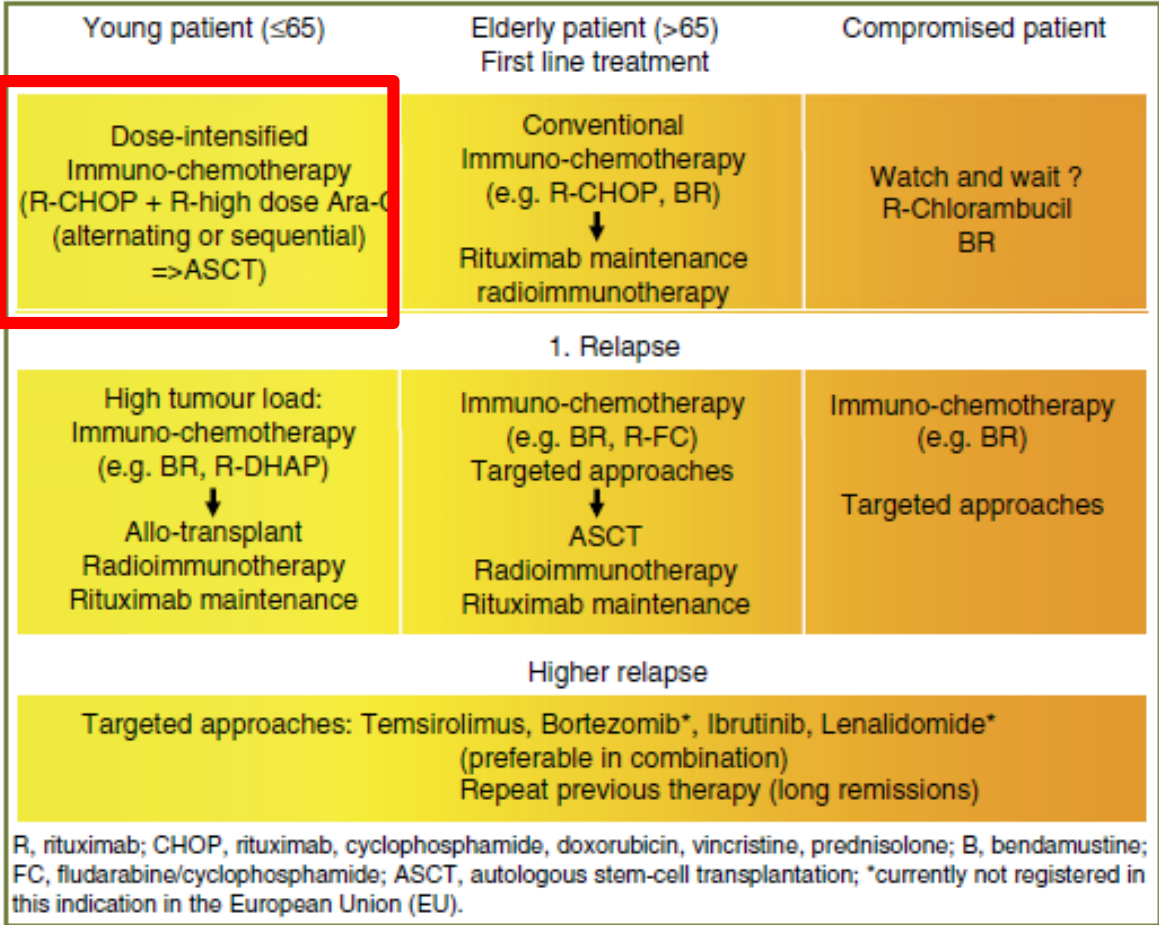 Young patient (≤65)
Elderly patient (>65)
First line treatment
Compromised patient
Dose-intensified
Immuno-chemotherapy
(R-CHOP + R-high dose Ara-C
(alternating or sequential)
=>ASCT)
Conventional
Immuno-chemotherapy
(e.g. R-CHOP, BR)
Rituximab maintenance
radioimmunotherapy
Watch and wait ?
R-Chlorambucil
BR
1. Relapse
High tumour load:
Immuno-chemotherapy
(e.g. BR, R-DHAP)
Allo-transplant
Radioimmunotherapy
Rituximab maintenance
Immuno-chemotherapy
(e.g. BR, R-FC)
Targeted approaches
ASCT
Radioimmunotherapy
Rituximab maintenance
Immuno-chemotherapy
(e.g. BR)
Targeted approaches
Higher relapse
Targeted approaches: Temsirolimus, Bortezomib*, Ibrutinib, Lenalidomide*
(preferable in combination)
Repeat previous therapy (long remissions)
R, rituximab; CHOP, rituximab, cyclophosphamide, doxorubicin, vincristine, prednisolone; B, bendamustine;
FC, fludarabine/cyclophosphamide; ASCT, autologous stem-cell transplantation; *currently not registered in
this indication in the European Union (EU).